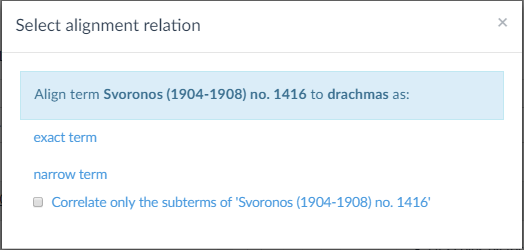 Select alignment relation ×
Align term Svoronos (1904-1908) no. 1416 to drachmas as:
exact term
narrow term
Correlate only the subterms of 'Svoronos (1904-1908) no. 1416'